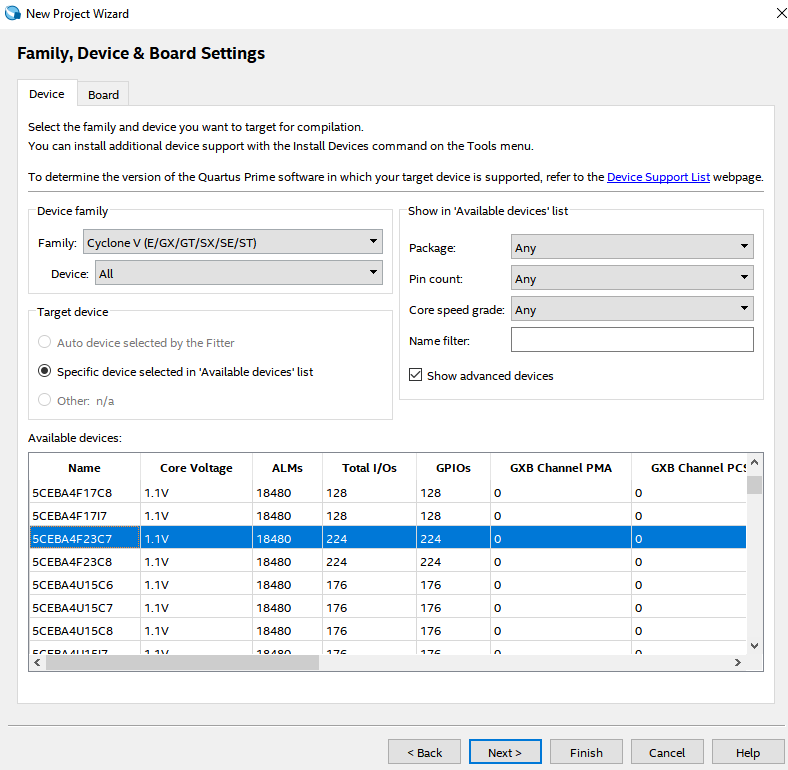 New Project Wizard
Family, Device & Board Settings
Device Board
Select the family and device you want to target for compilation.
You can install additional device support with the Install Devices command on the Tools menu.
To determine the version of the Quartus Prime software in which your target device is supported, refer to the Device Support List webpage.
Device family
Family: Cyclone V (E/GX/GT/SX/SE/ST)
Device: All
Target device
Auto device selected by the Fitter
Specific device selected in 'Available devices' list
Other: n/a
Show in 'Available devices' list
Package: Any
Pin count: Any
Core speed grade: Any
Name filter:
Show advanced devices
Available devices:
Name Core Voltage ALMs Total I/Os GPIOs GXB Channel PMA GXB Channel PCS
5CEBA4F17C8 1.1V 18480 128 128 0 0
5CEBA4F17I7 1.1V 18480 128 128 0 0
5CEBA4F23C7 1.1V 18480 224 224 0 0
5CEBA4F23C8 1.1V 18480 224 224 0 0
5CEBA4U15C6 1.1V 18480 176 176 0 0
5CEBA4U15C7 1.1V 18480 176 176 0 0
5CEBA4U15C8 1.1V 18480 176 176 0 0
5CEBA4U15I7 1.1V 18480 176 176 0 0
< Back Next > Finish Cancel Help